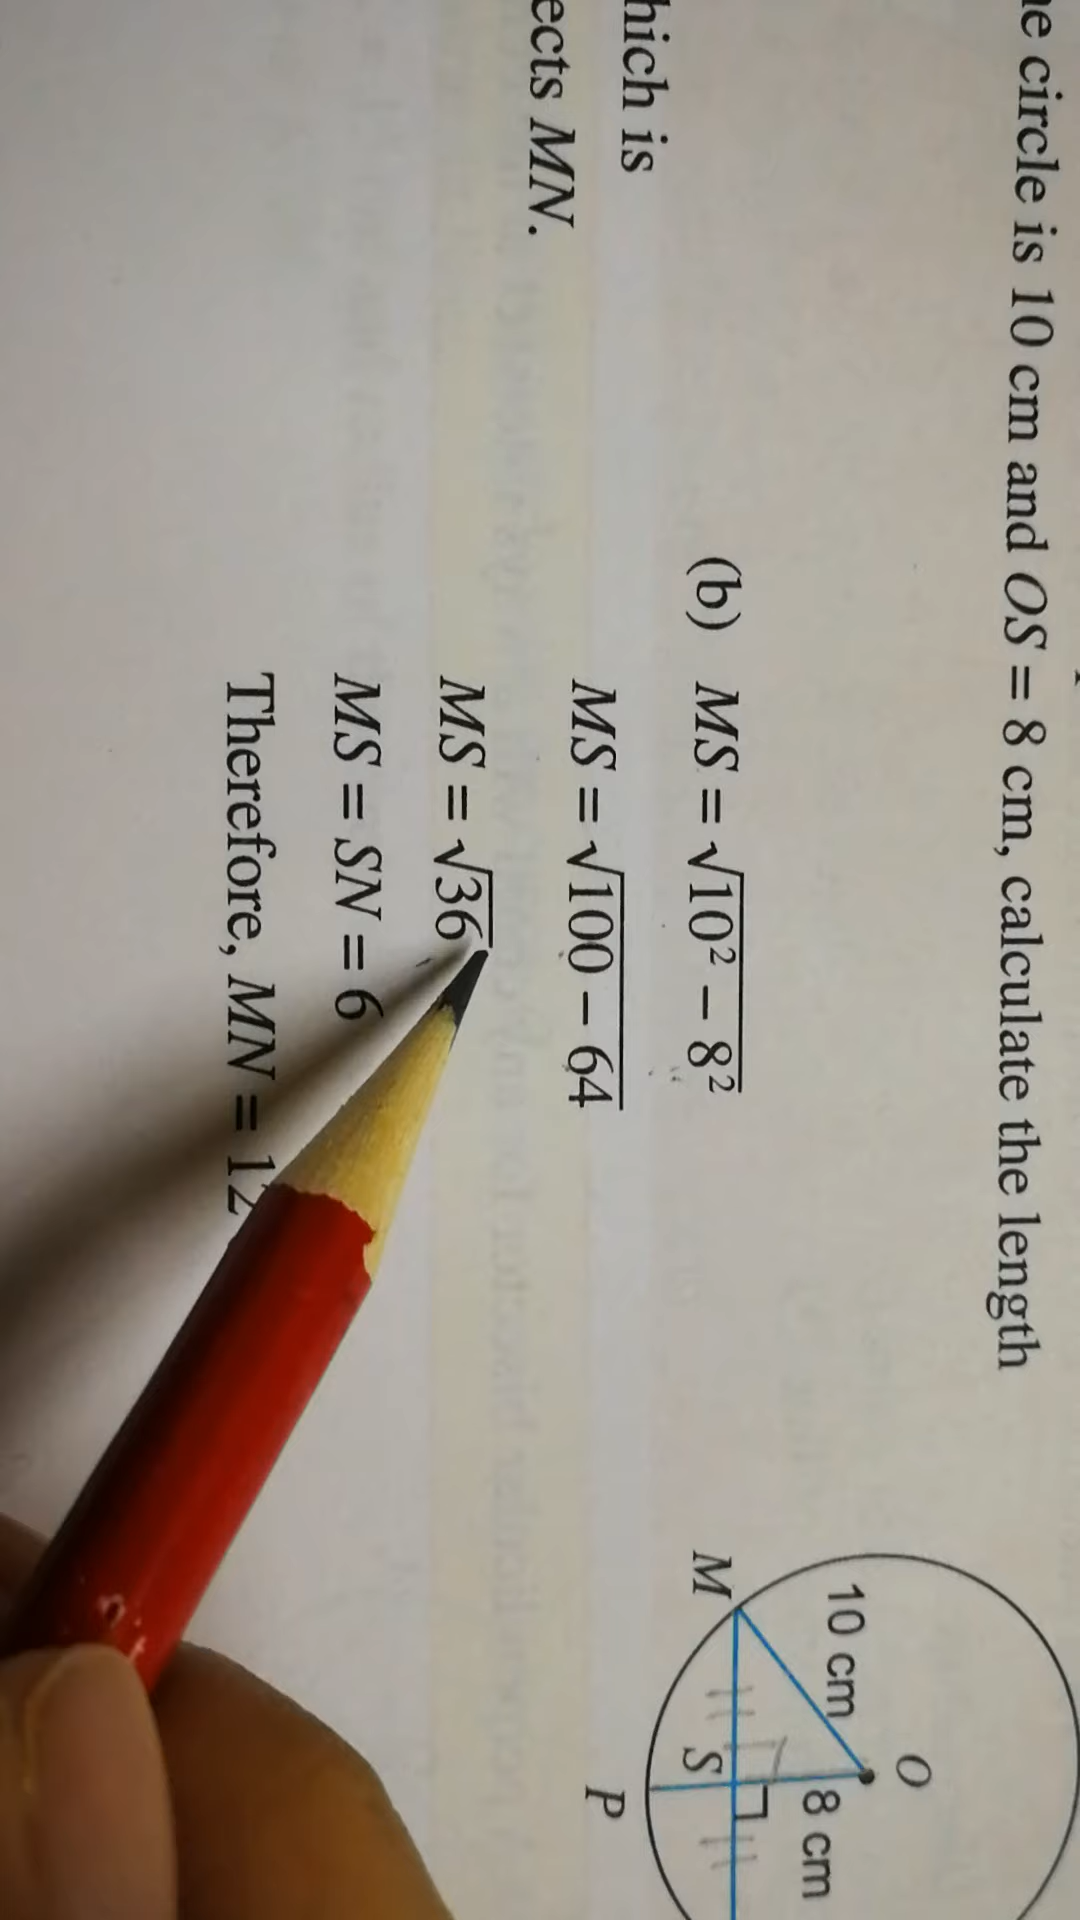 e circle is 10 cm and OS = 8 cm, calculate the length
hich is
ects MN.
(b) MS = √10² – 8²
MS = √100 – 64
MS = √36
MS = SN = 6
Therefore, MN = 12
O
10 cm
8 cm
M
S
P